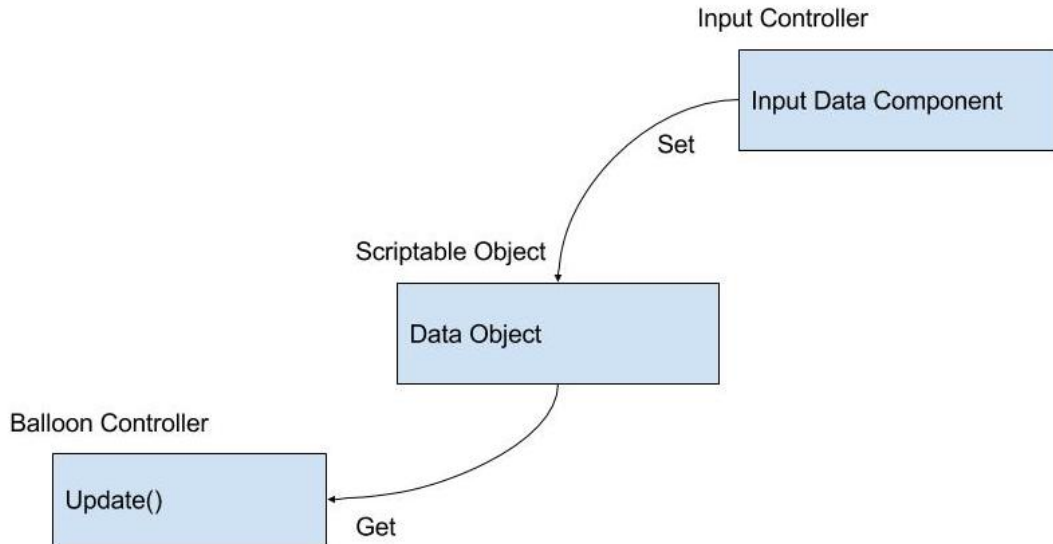 Input Controller
Input Data Component
Set
Scriptable Object
Data Object
Balloon Controller
Update()
Get